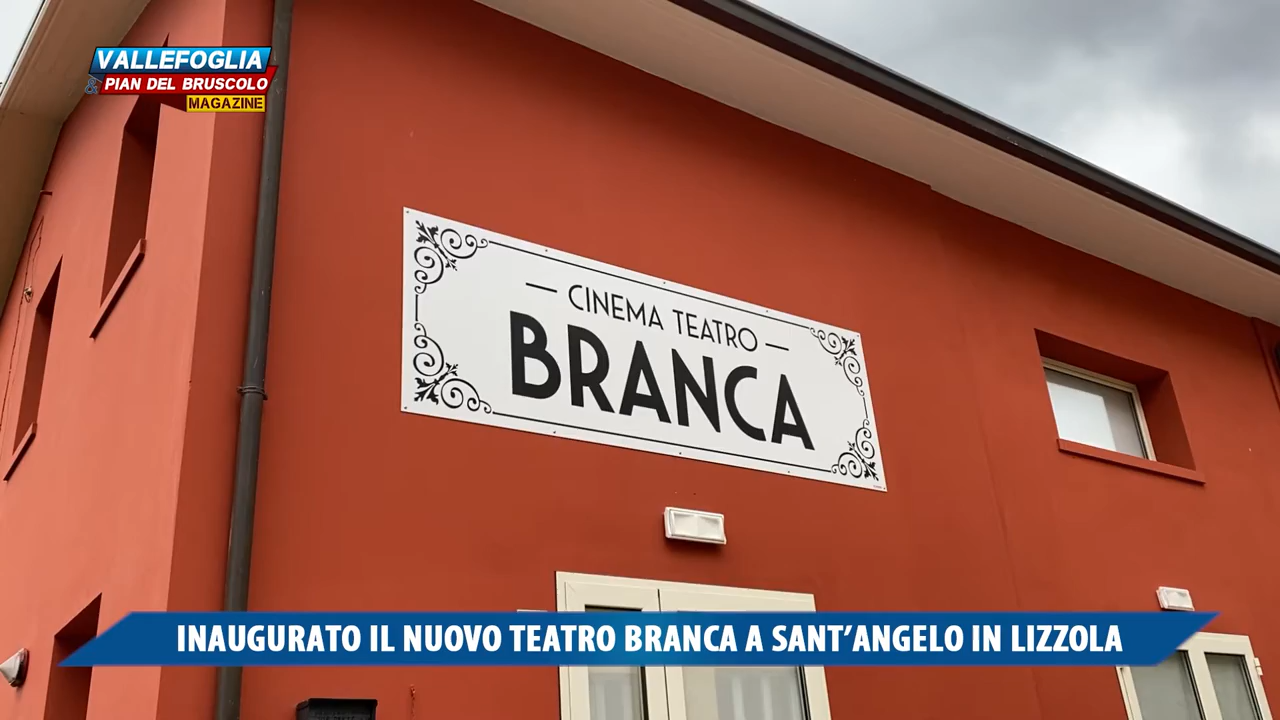 VALLEFOGLIA
& PIAN DEL BRUSCOLO
MAGAZINE
CINEMA TEATRO
BRANCA
INAUGURATO IL NUOVO TEATRO BRANCA A SANT'ANGELO IN LIZZOLA